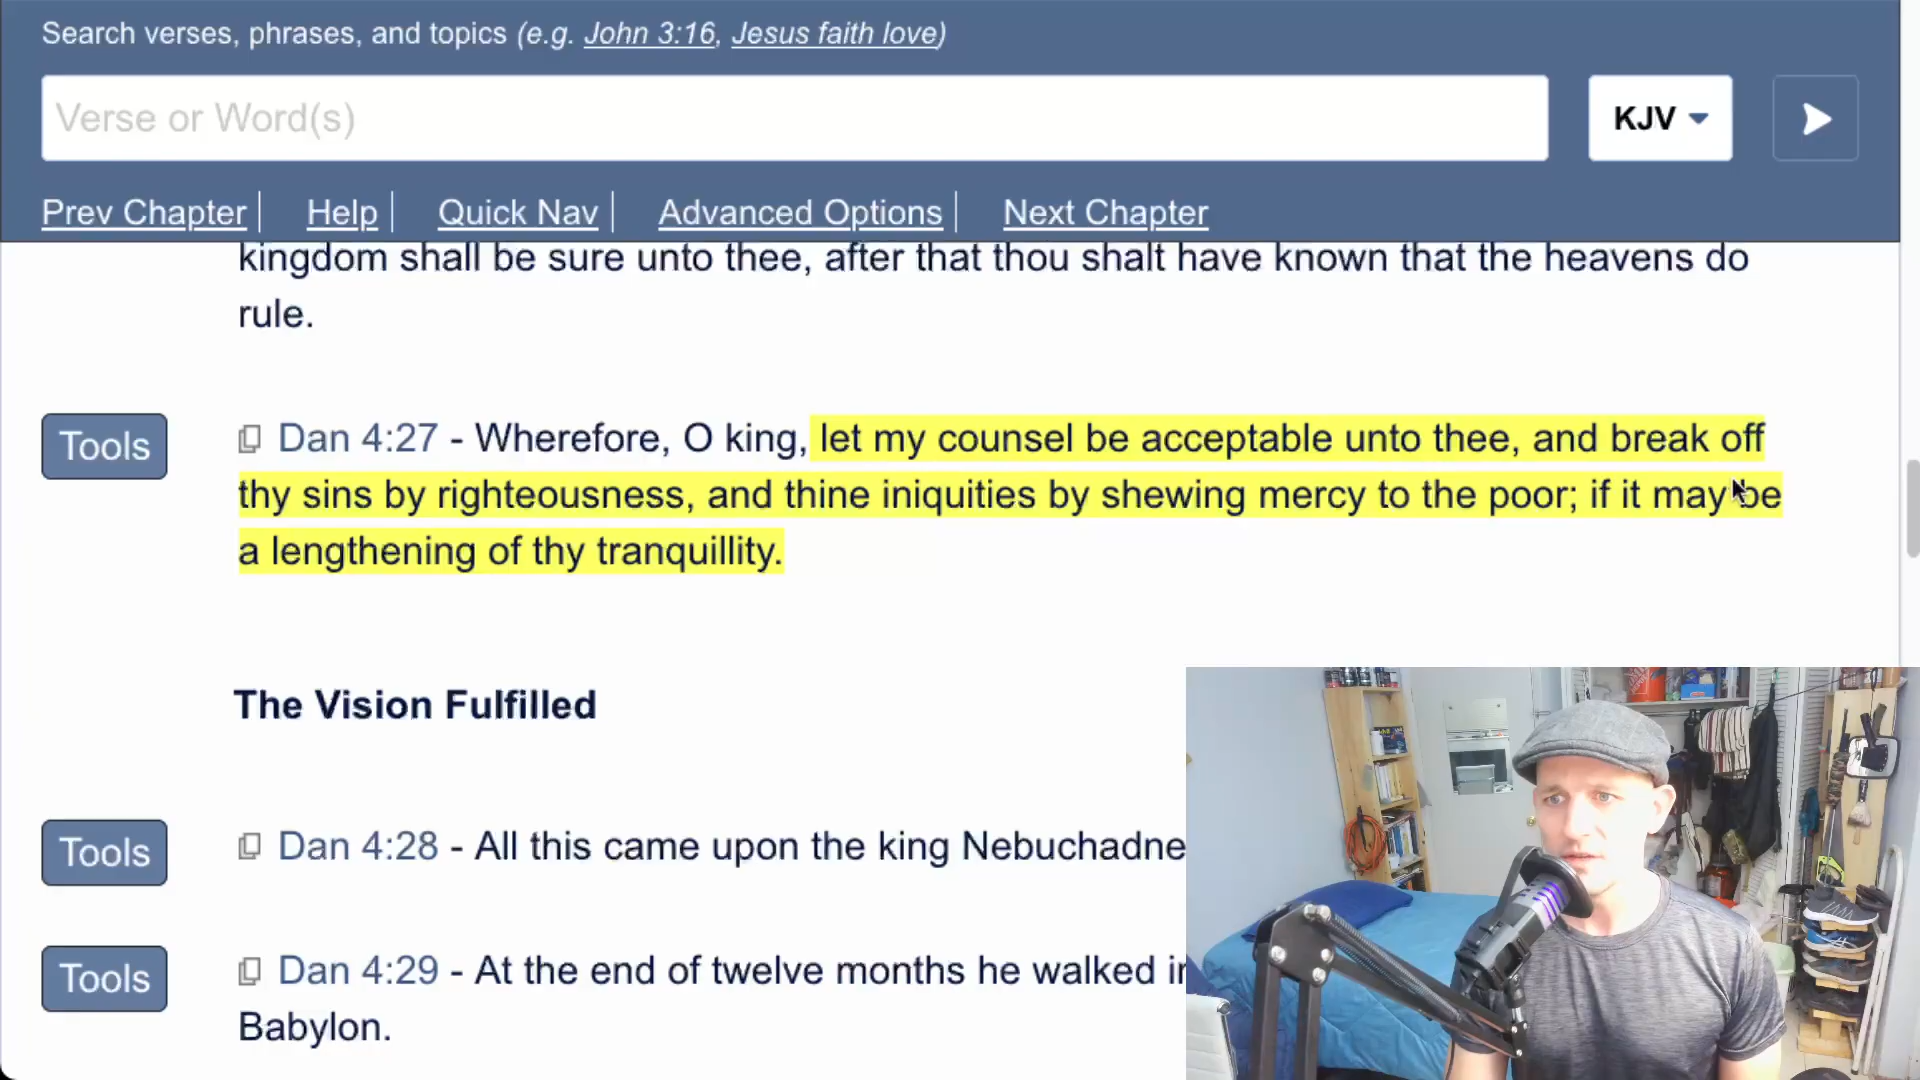 Search verses, phrases, and topics (e.g. John 3:16, Jesus faith love)
Verse or Word(s)
KJV
Prev Chapter
Help
Quick Nav
Advanced Options
Next Chapter
kingdom shall be sure unto thee, after that thou shalt have known that the heavens do
rule.
Tools
Dan 4:27 - Wherefore, O king, let my counsel be acceptable unto thee, and break off
thy sins by righteousness, and thine iniquities by shewing mercy to the poor; if it may be
a lengthening of thy tranquillity.
The Vision Fulfilled
Tools
Dan 4:28 - All this came upon the king Nebuchadne
Tools
Dan 4:29 - At the end of twelve months he walked i
Babylon.